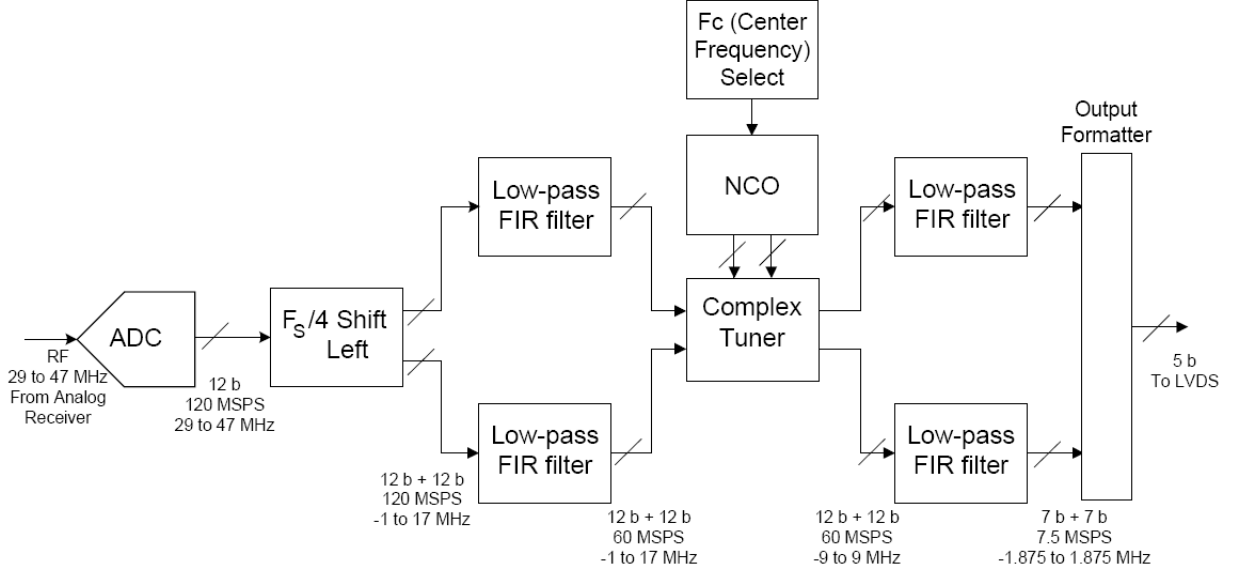 Fc (Center
Frequency)
Select
Output
Formatter
Low-pass
FIR filter
NCO
Low-pass
FIR filter
ADC
FS/4 Shift
Left
Complex
Tuner
RF
29 to 47 MHz
From Analog
Receiver
12 b
120 MSPS
29 to 47 MHz
5 b
To LVDS
Low-pass
FIR filter
Low-pass
FIR filter
12 b + 12 b
120 MSPS
-1 to 17 MHz
12 b + 12 b
60 MSPS
-1 to 17 MHz
12 b + 12 b
60 MSPS
-9 to 9 MHz
7 b + 7 b
7.5 MSPS
-1.875 to 1.875 MHz